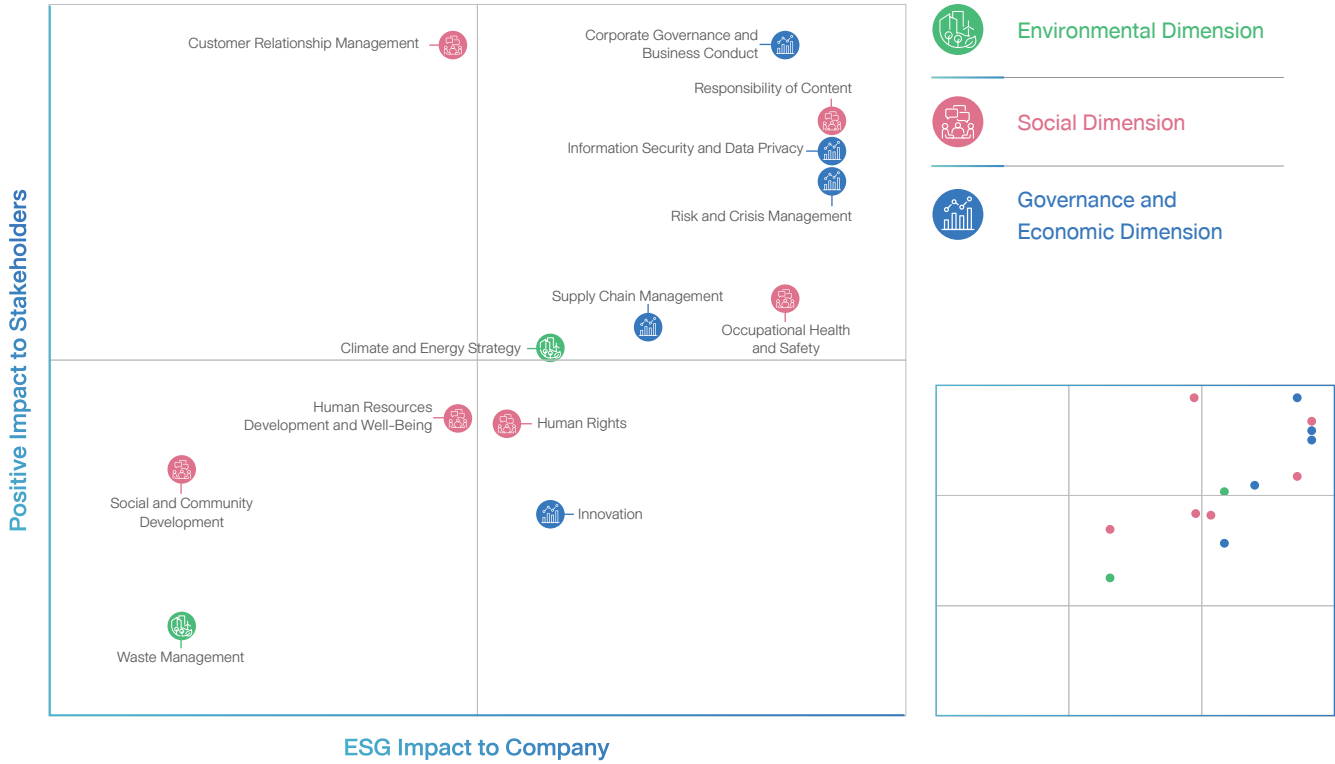 Customer Relationship Management
Corporate Governance and
Business Conduct
Responsibility of Content
Information Security and Data Privacy
Risk and Crisis Management
Supply Chain Management
Occupational Health
and Safety
Climate and Energy Strategy
Human Resources
Development and Well-Being
Human Rights
Social and Community
Development
Innovation
Waste Management
Positive Impact to Stakeholders
ESG Impact to Company
Environmental Dimension
Social Dimension
Governance and
Economic Dimension